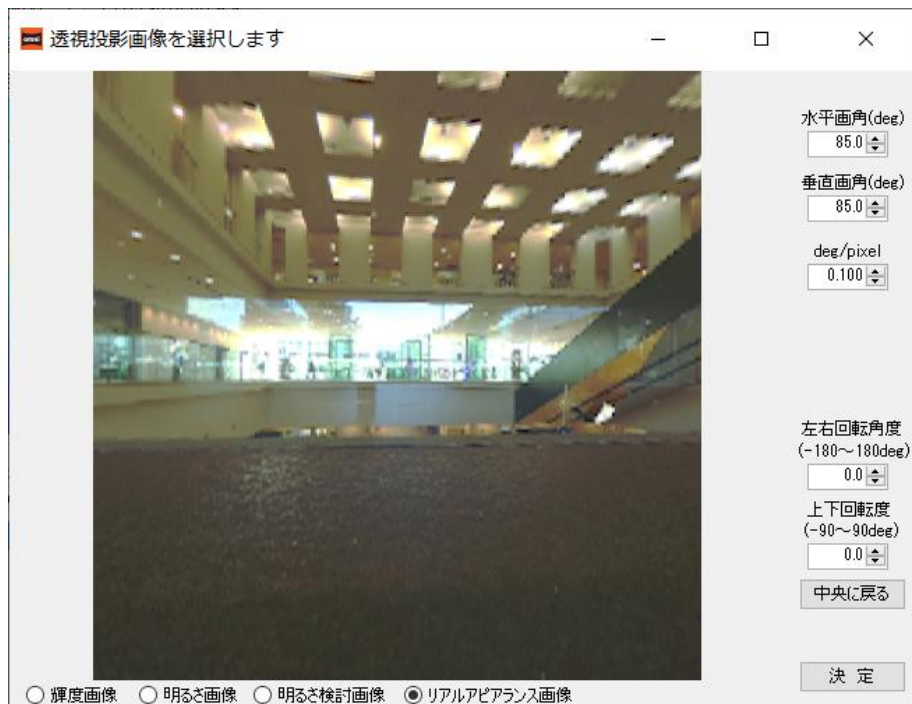 omni 透視投影画像を選択します
水平画角(deg)
85.0
垂直画角(deg)
85.0
deg/pixel
0.100
左右回転角度
(-180～180deg)
0.0
上下回転度
(-90～90deg)
0.0
中央に戻る
決 定
輝度画像 明るさ画像 明るさ検討画像 リアルアピアランス画像